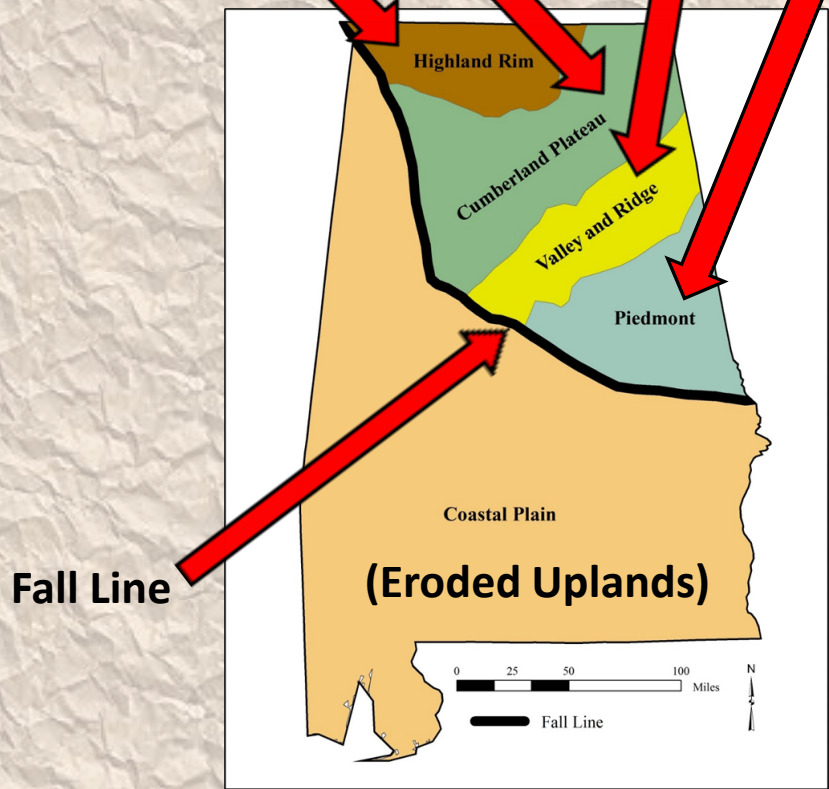 Highland Rim
Cumberland Plateau
Valley and Ridge
Piedmont
Coastal Plain
Fall Line
(Eroded Uplands)
0 25 50 100
Miles
N
Fall Line